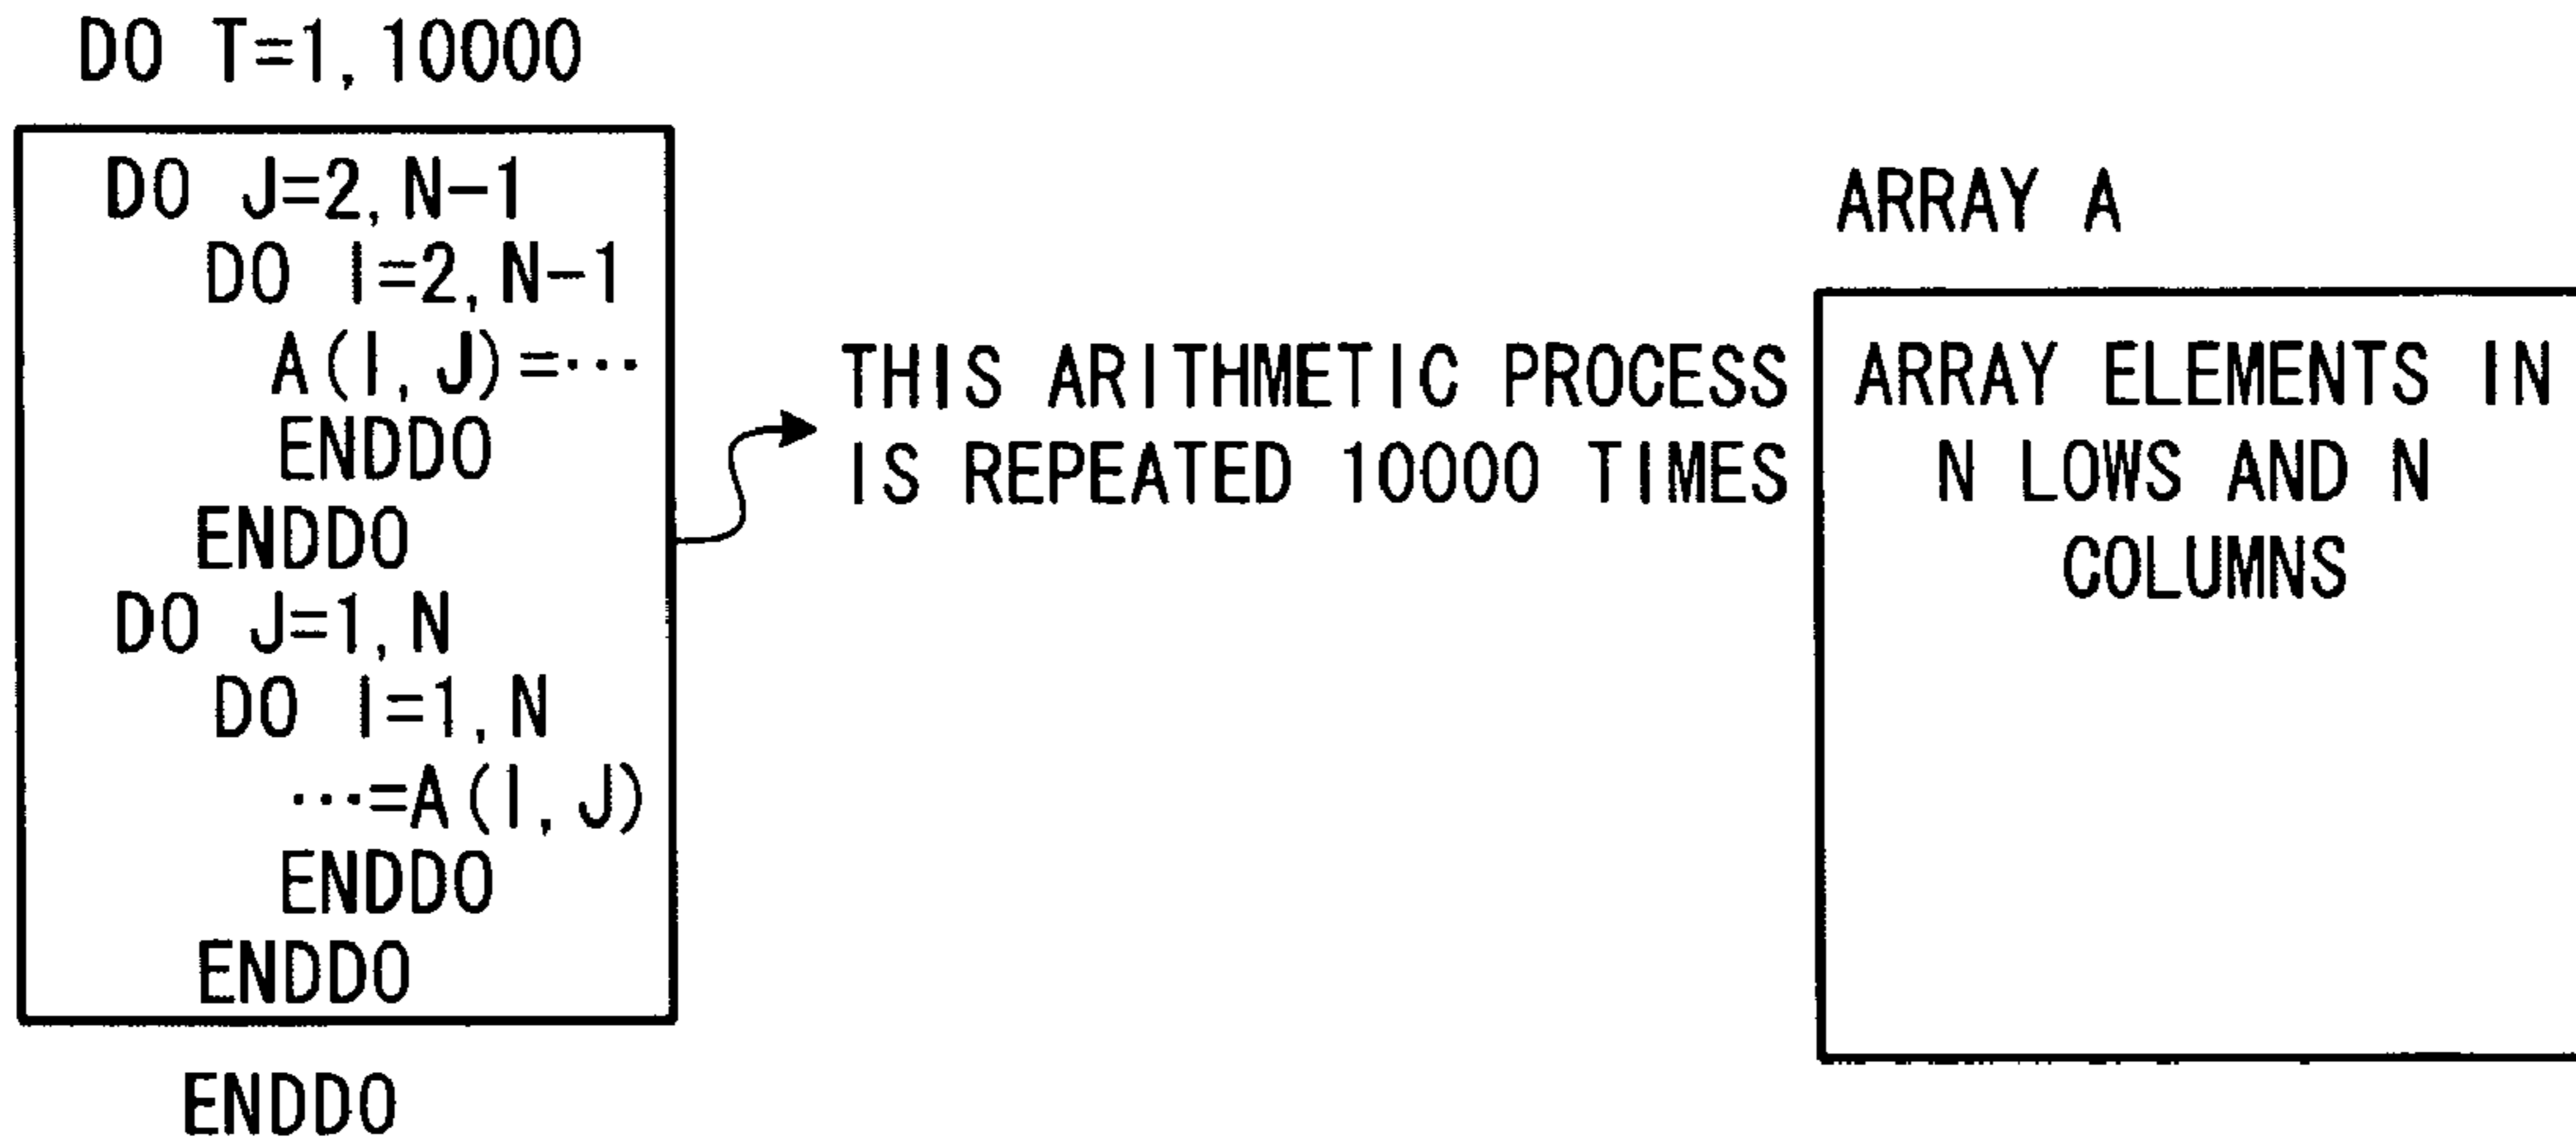 DO T=1, 10000
DO J=2, N-1
DO I=2, N-1
A(I, J)=···
ENDDO
ENDDO
DO J=1, N
DO I=1, N
···=A(I, J)
ENDDO
ENDDO
ENDDO
THIS ARITHMETIC PROCESS
IS REPEATED 10000 TIMES
ARRAY A
ARRAY ELEMENTS IN
N LOWS AND N
COLUMNS